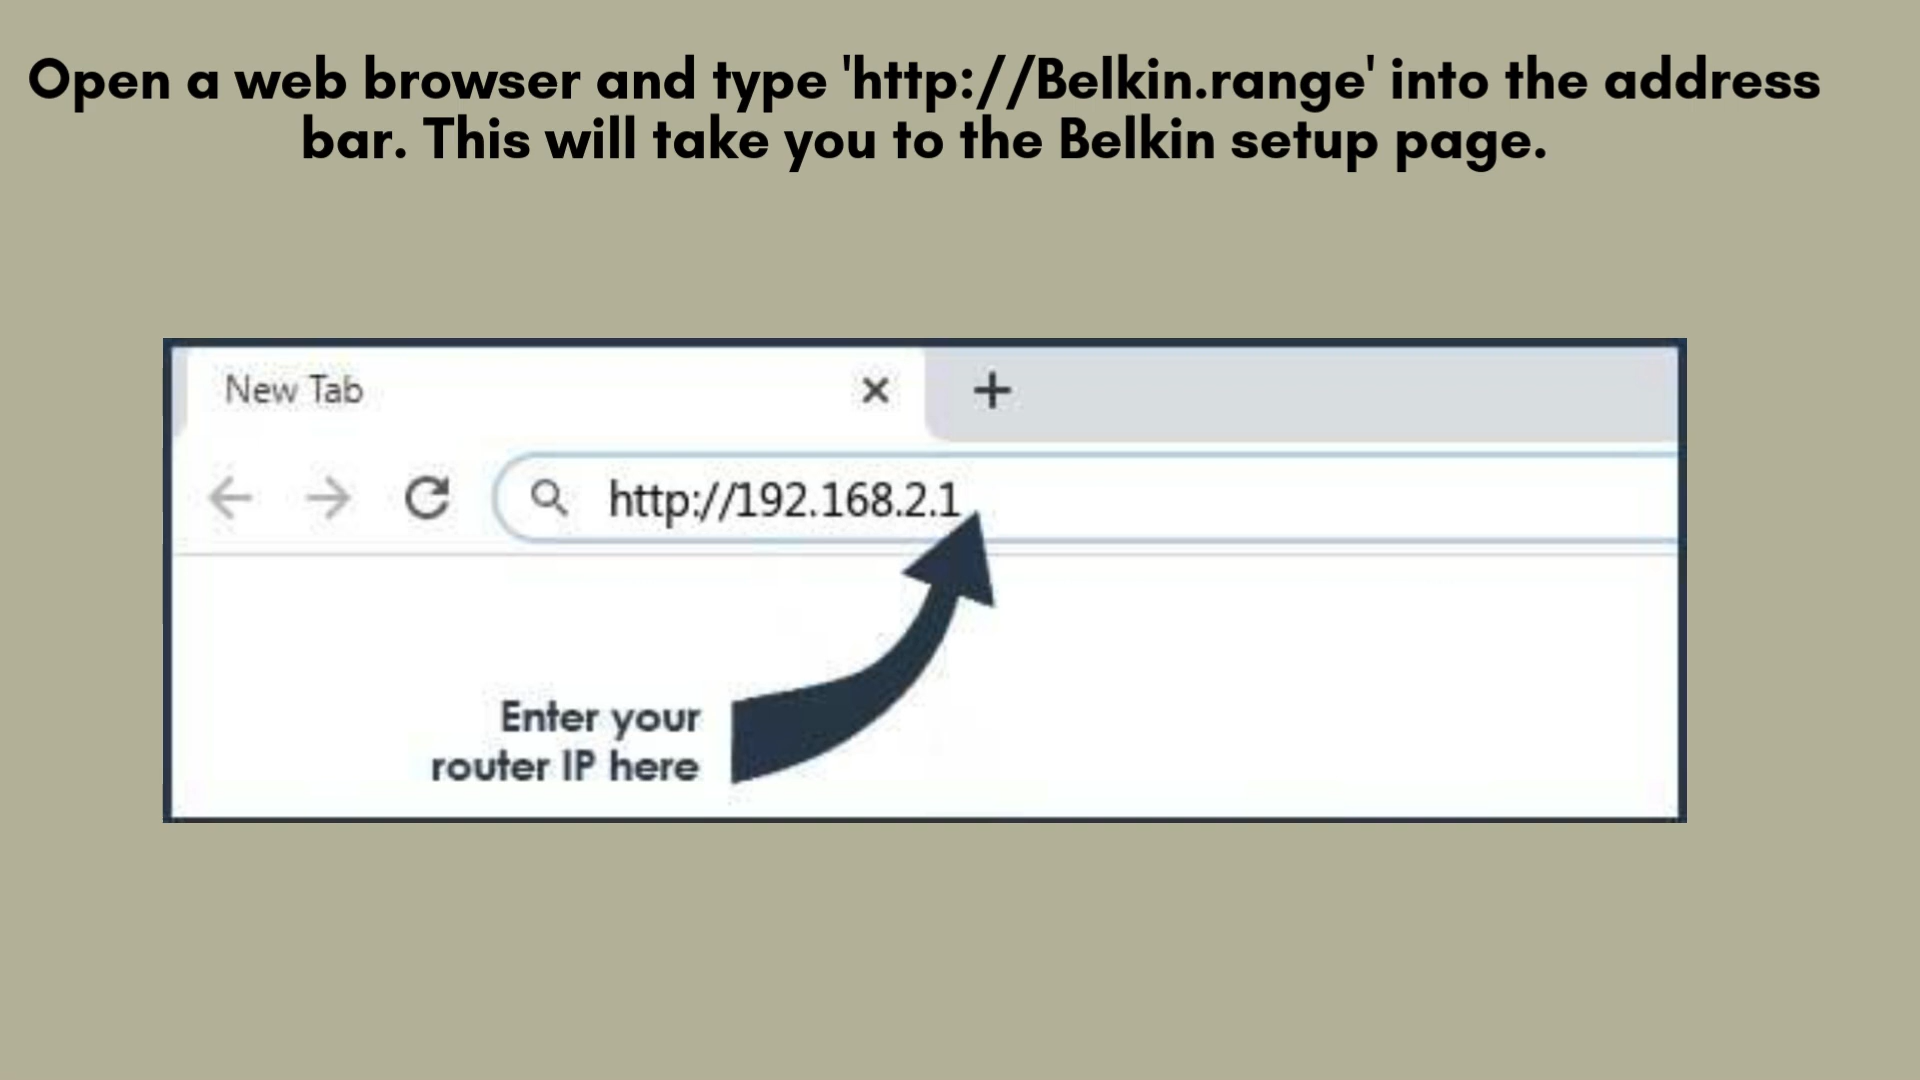 Open a web browser and type 'http://Belkin.range' into the address
bar. This will take you to the Belkin setup page.
New Tab
http://192.168.2.1
Enter your
router IP here